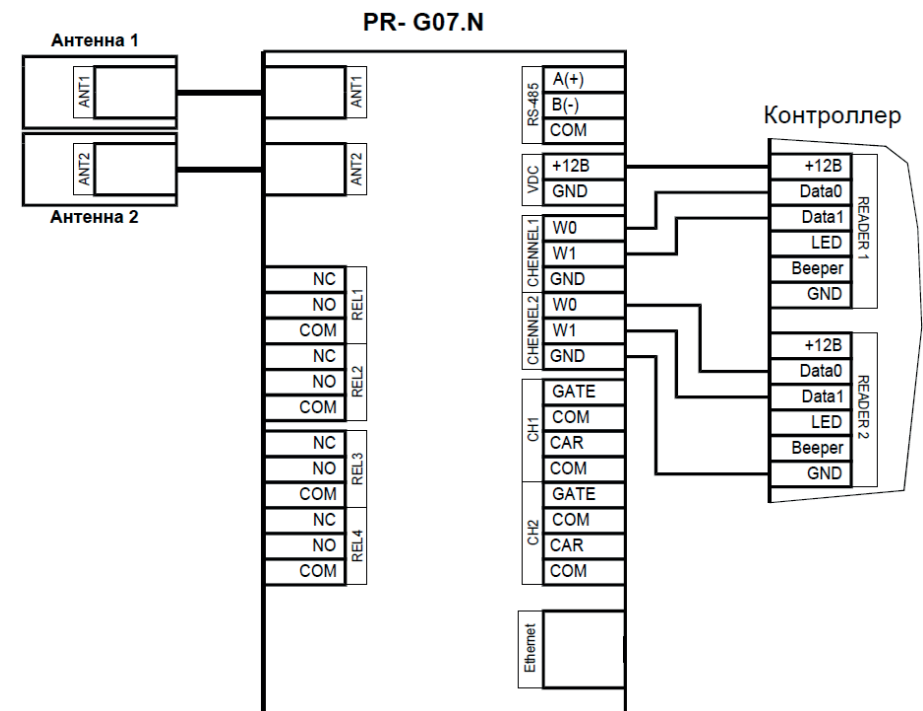 PR- G07.N
Антенна 1
ANT1
ANT1
ANT2
ANT2
Антенна 2
NC
NO
COM
REL1
NC
NO
COM
REL2
NC
NO
COM
REL3
NC
NO
COM
REL4
RS-485
A(+)
B(-)
COM
VDC
+12В
GND
CHENNEL1
W0
W1
GND
CHENNEL2
W0
W1
GND
CH1
GATE
COM
CAR
COM
CH2
GATE
COM
CAR
COM
Ethernet
Контроллер
+12В
Data0
Data1
LED
Beeper
GND
READER 1
+12В
Data0
Data1
LED
Beeper
GND
READER 2